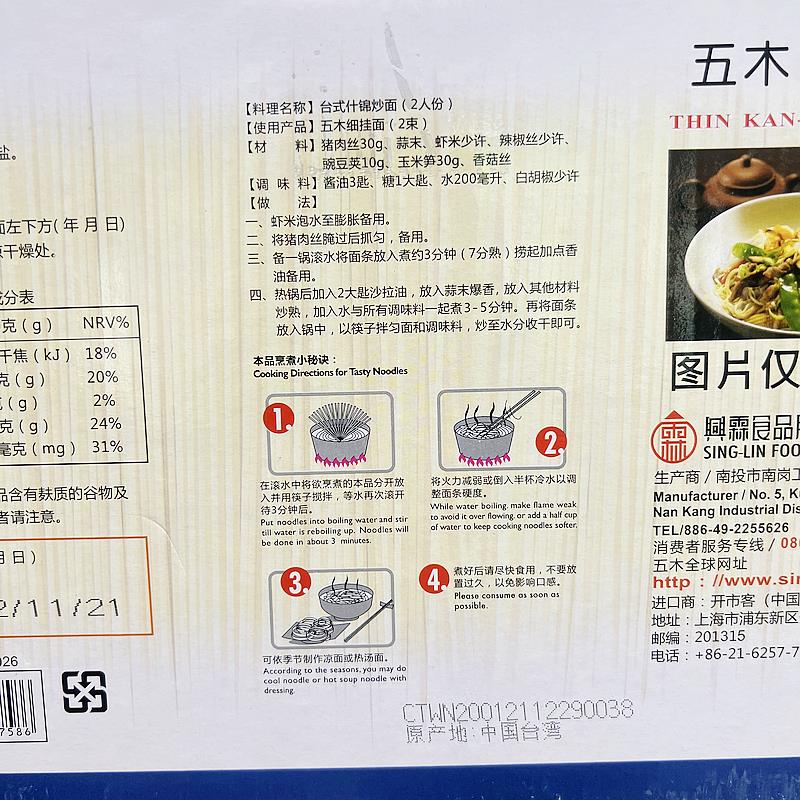 盐。
面左下方(年 月 日)
干燥处。
分表
克(g) NRV%
千焦(kJ) 18%
克(g) 20%
(g) 2%
克(g) 24%
毫克(mg) 31%
品含有麸质的谷物及
者请注意。
月 日)
2/11/21
026
7586
【料理名称】台式什锦炒面(2人份)
【使用产品】五木细挂面(2束)
【材 料】猪肉丝30g、蒜末、虾米少许、辣椒丝少许、
豌豆荚10g、玉米笋30g、香菇丝
【调 味 料】酱油3匙、糖1大匙、水200毫升、白胡椒少许
【做 法】
一、虾米泡水至膨胀备用。
二、将猪肉丝腌过后抓匀,备用。
三、备一锅滚水将面条放入煮约3分钟(7分熟)捞起加点香
油备用。
四、热锅后加入2大匙沙拉油,放入蒜末爆香,放入其他材料
炒熟,加入水与所有调味料一起煮3-5分钟。再将面条
放入锅中,以筷子拌匀面和调味料,炒至水分收干即可。
本品烹煮小秘诀:
Cooking Directions for Tasty Noodles
1.
在滚水中将欲烹煮的本品分开放
入并用筷子搅拌,等水再次滚开
待3分钟后。
Put noodles into boiling water and stir
till water is reboiling up. Noodles will
be done in about 3 minutes.
2.
将火力减弱或倒入半杯冷水以调
整面条硬度。
While water boiling, make flame weak
to avoid it over flowing, or add a half cup
of water to keep cooking noodles softer.
3.
可依季节制作凉面或热汤面。
According to the seasons, you may do
cool noodle or hot soup noodle with
dressing.
4.
煮好后请尽快食用,不要放
置过久,以免影响口感。
Please consume as soon as
possible.
CTWN20012112290038
原产地:中国台湾
五木
THIN KAN-
图片仅
霖
興霖食品
SING-LIN FOO
生产商/南投市南岗工
Manufacturer / No. 5, K
Nan Kang Industrial Dis
TEL/886-49-2255626
消费者服务专线/08
五木全球网址
http://www.sin
进口商:开市客(中国
地址:上海市浦东新区
邮编:201315
电话:+86-21-6257-7